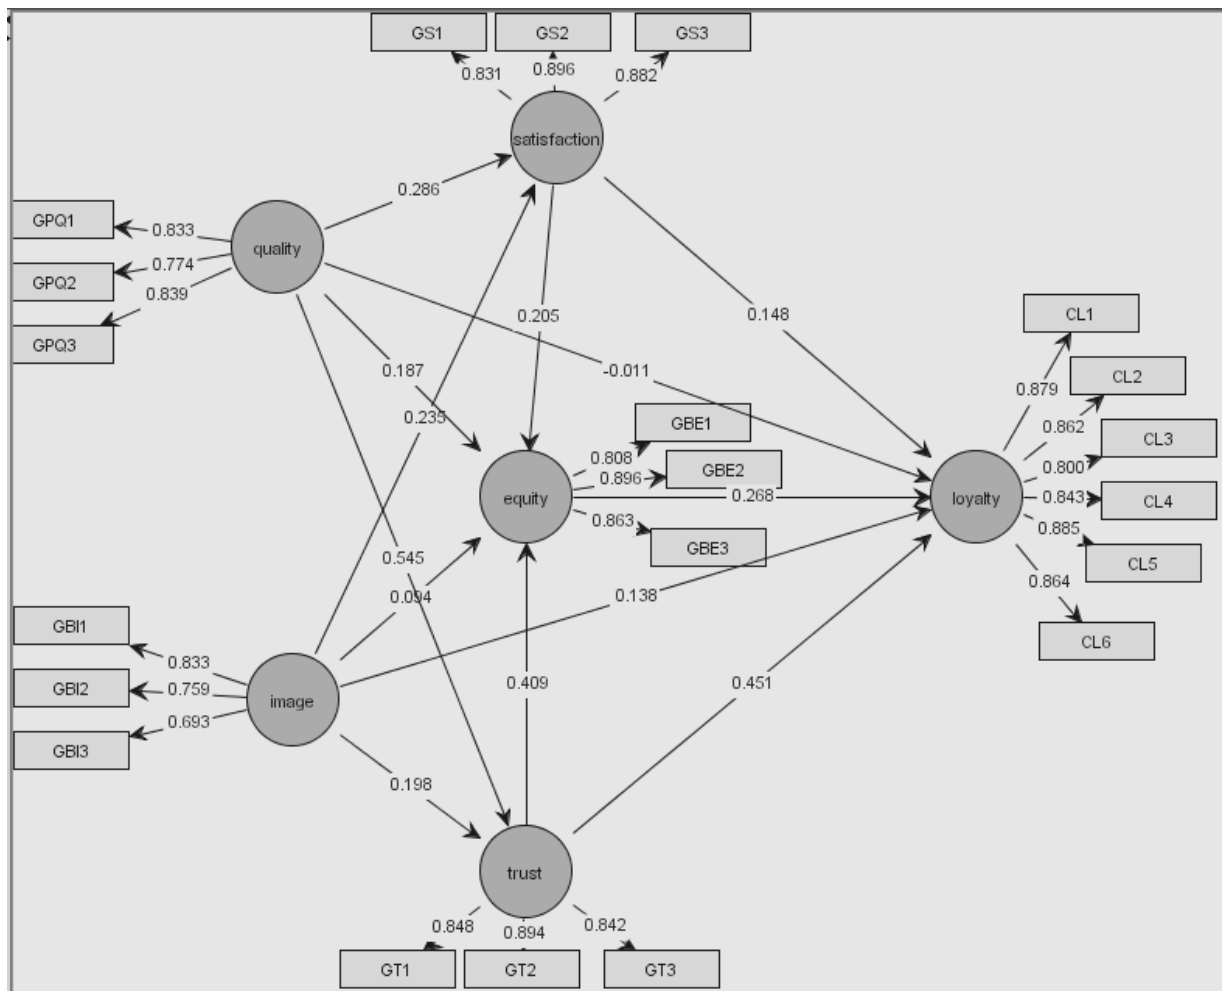 GS1 GS2 GS3
0.831 0.896 0.882
satisfaction
0.286
GPQ1
0.833
GPQ2
0.774
GPQ3
0.839
quality
0.205
0.148
0.187
-0.011
0.235
CL1
0.879
CL2
0.862
CL3
0.800
CL4
0.843
CL5
0.885
CL6
0.864
loyalty
GBE1
0.808
GBE2
0.896
0.268
GBE3
0.863
equity
0.545
0.094
0.138
GBI1
0.833
GBI2
0.759
GBI3
0.693
image
0.409
0.451
0.198
trust
0.848 0.894 0.842
GT1 GT2 GT3